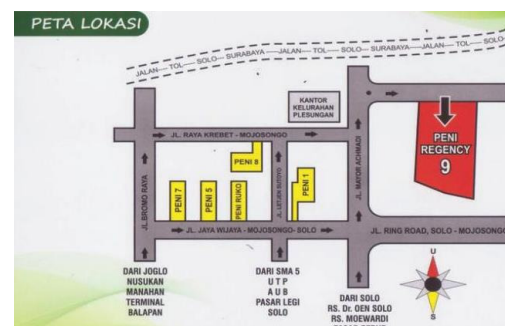 PETA LOKASI
JALAN---- TOL---- SOLO--- SURABAYA ----JALAN---- TOL ---- SOLO--- SURABAYA----JALAN---- TOL---- SOLO
KANTOR
KELURAHAN
PLESUNGAN
JL. RAYA KREBET - MOJOSONGO
PENI
REGENCY
9
JL. BROMO RAYA
PENI 7
PENI 5
PENI RUKO
PENI 8
PENI 1
JL. MAYOR ACHMADI
JL. JAYA WIJAYA - MOJOSONGO- SOLO
JL. RING ROAD, SOLO - MOJOSONGO
DARI JOGLO
NUSUKAN
MANAHAN
TERMINAL
BALAPAN
DARI SMA 5
U T P
A U B
PASAR LEGI
SOLO
DARI SOLO
RS. Dr. OEN SOLO
RS. MOEWARDI
U
S